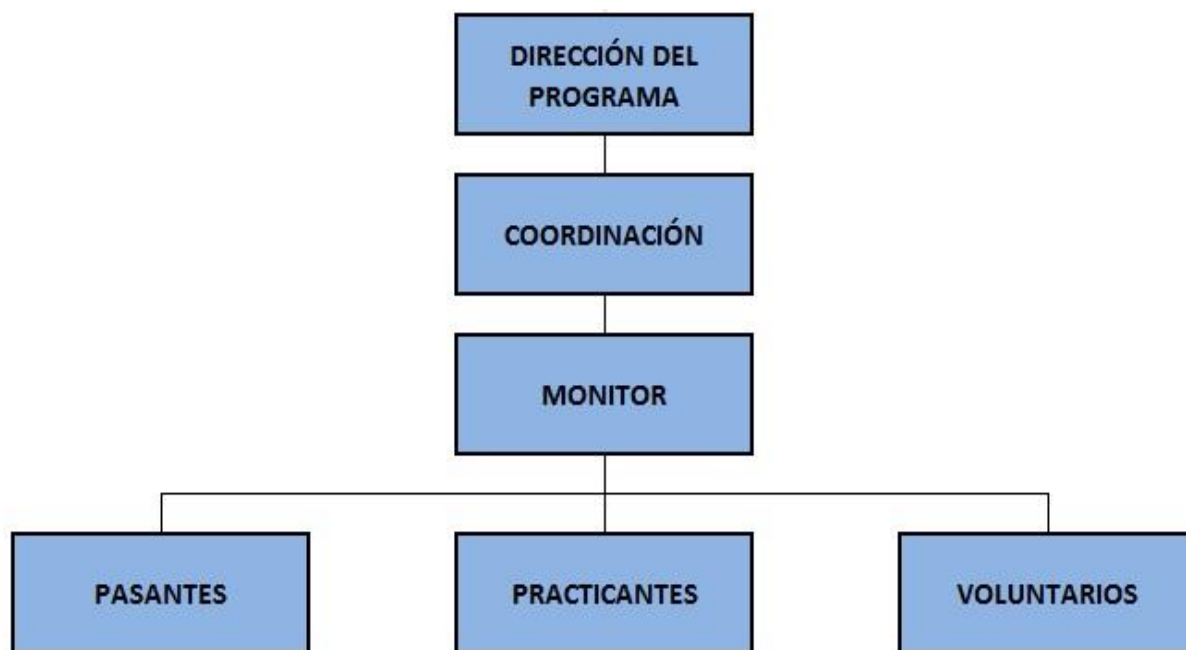 DIRECCIÓN DEL
PROGRAMA
COORDINACIÓN
MONITOR
PASANTES
PRACTICANTES
VOLUNTARIOS